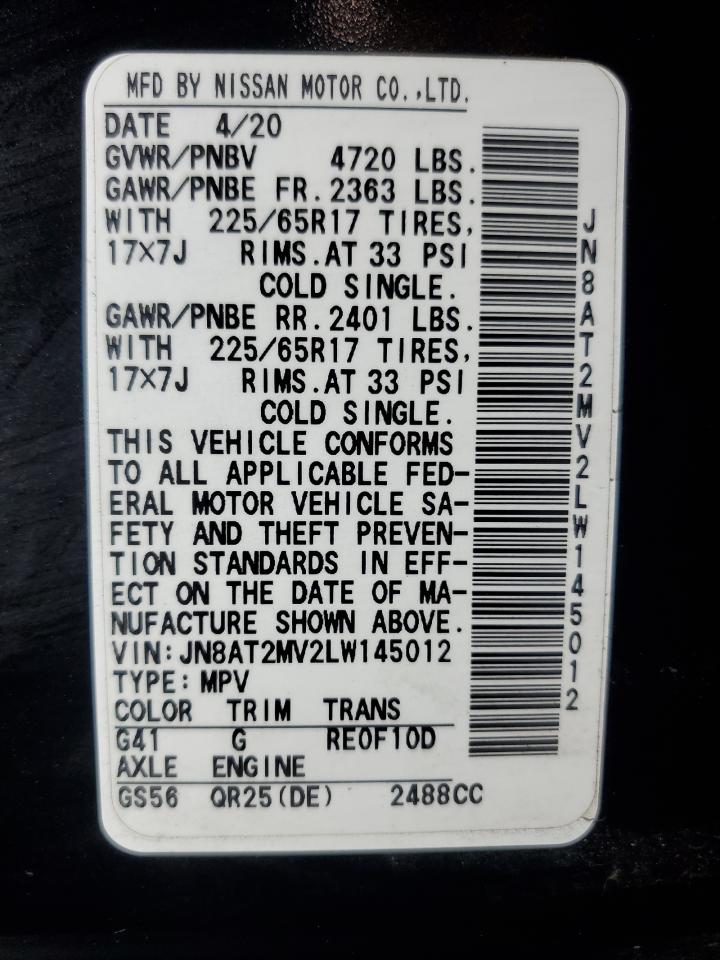 MFD BY NISSAN MOTOR CO.,LTD.
DATE 4/20
GVWR/PNBV 4720 LBS.
GAWR/PNBE FR.2363 LBS.
WITH 225/65R17 TIRES,
17×7J RIMS.AT 33 PSI
COLD SINGLE.
GAWR/PNBE RR.2401 LBS.
WITH 225/65R17 TIRES,
17×7J RIMS.AT 33 PSI
COLD SINGLE.
THIS VEHICLE CONFORMS
TO ALL APPLICABLE FED-
ERAL MOTOR VEHICLE SA-
FETY AND THEFT PREVEN-
TION STANDARDS IN EFF-
ECT ON THE DATE OF MA-
NUFACTURE SHOWN ABOVE.
VIN:JN8AT2MV2LW145012
TYPE:MPV
COLOR TRIM TRANS
G41 G RE0F10D
AXLE ENGINE
GS56 QR25(DE) 2488CC
JN8AT2MV2LW145012